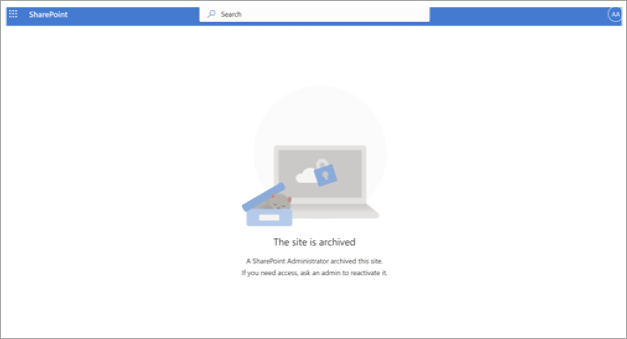 SharePoint
Search
AA
The site is archived
A SharePoint Administrator archived this site.
If you need access, ask an admin to reactivate it.